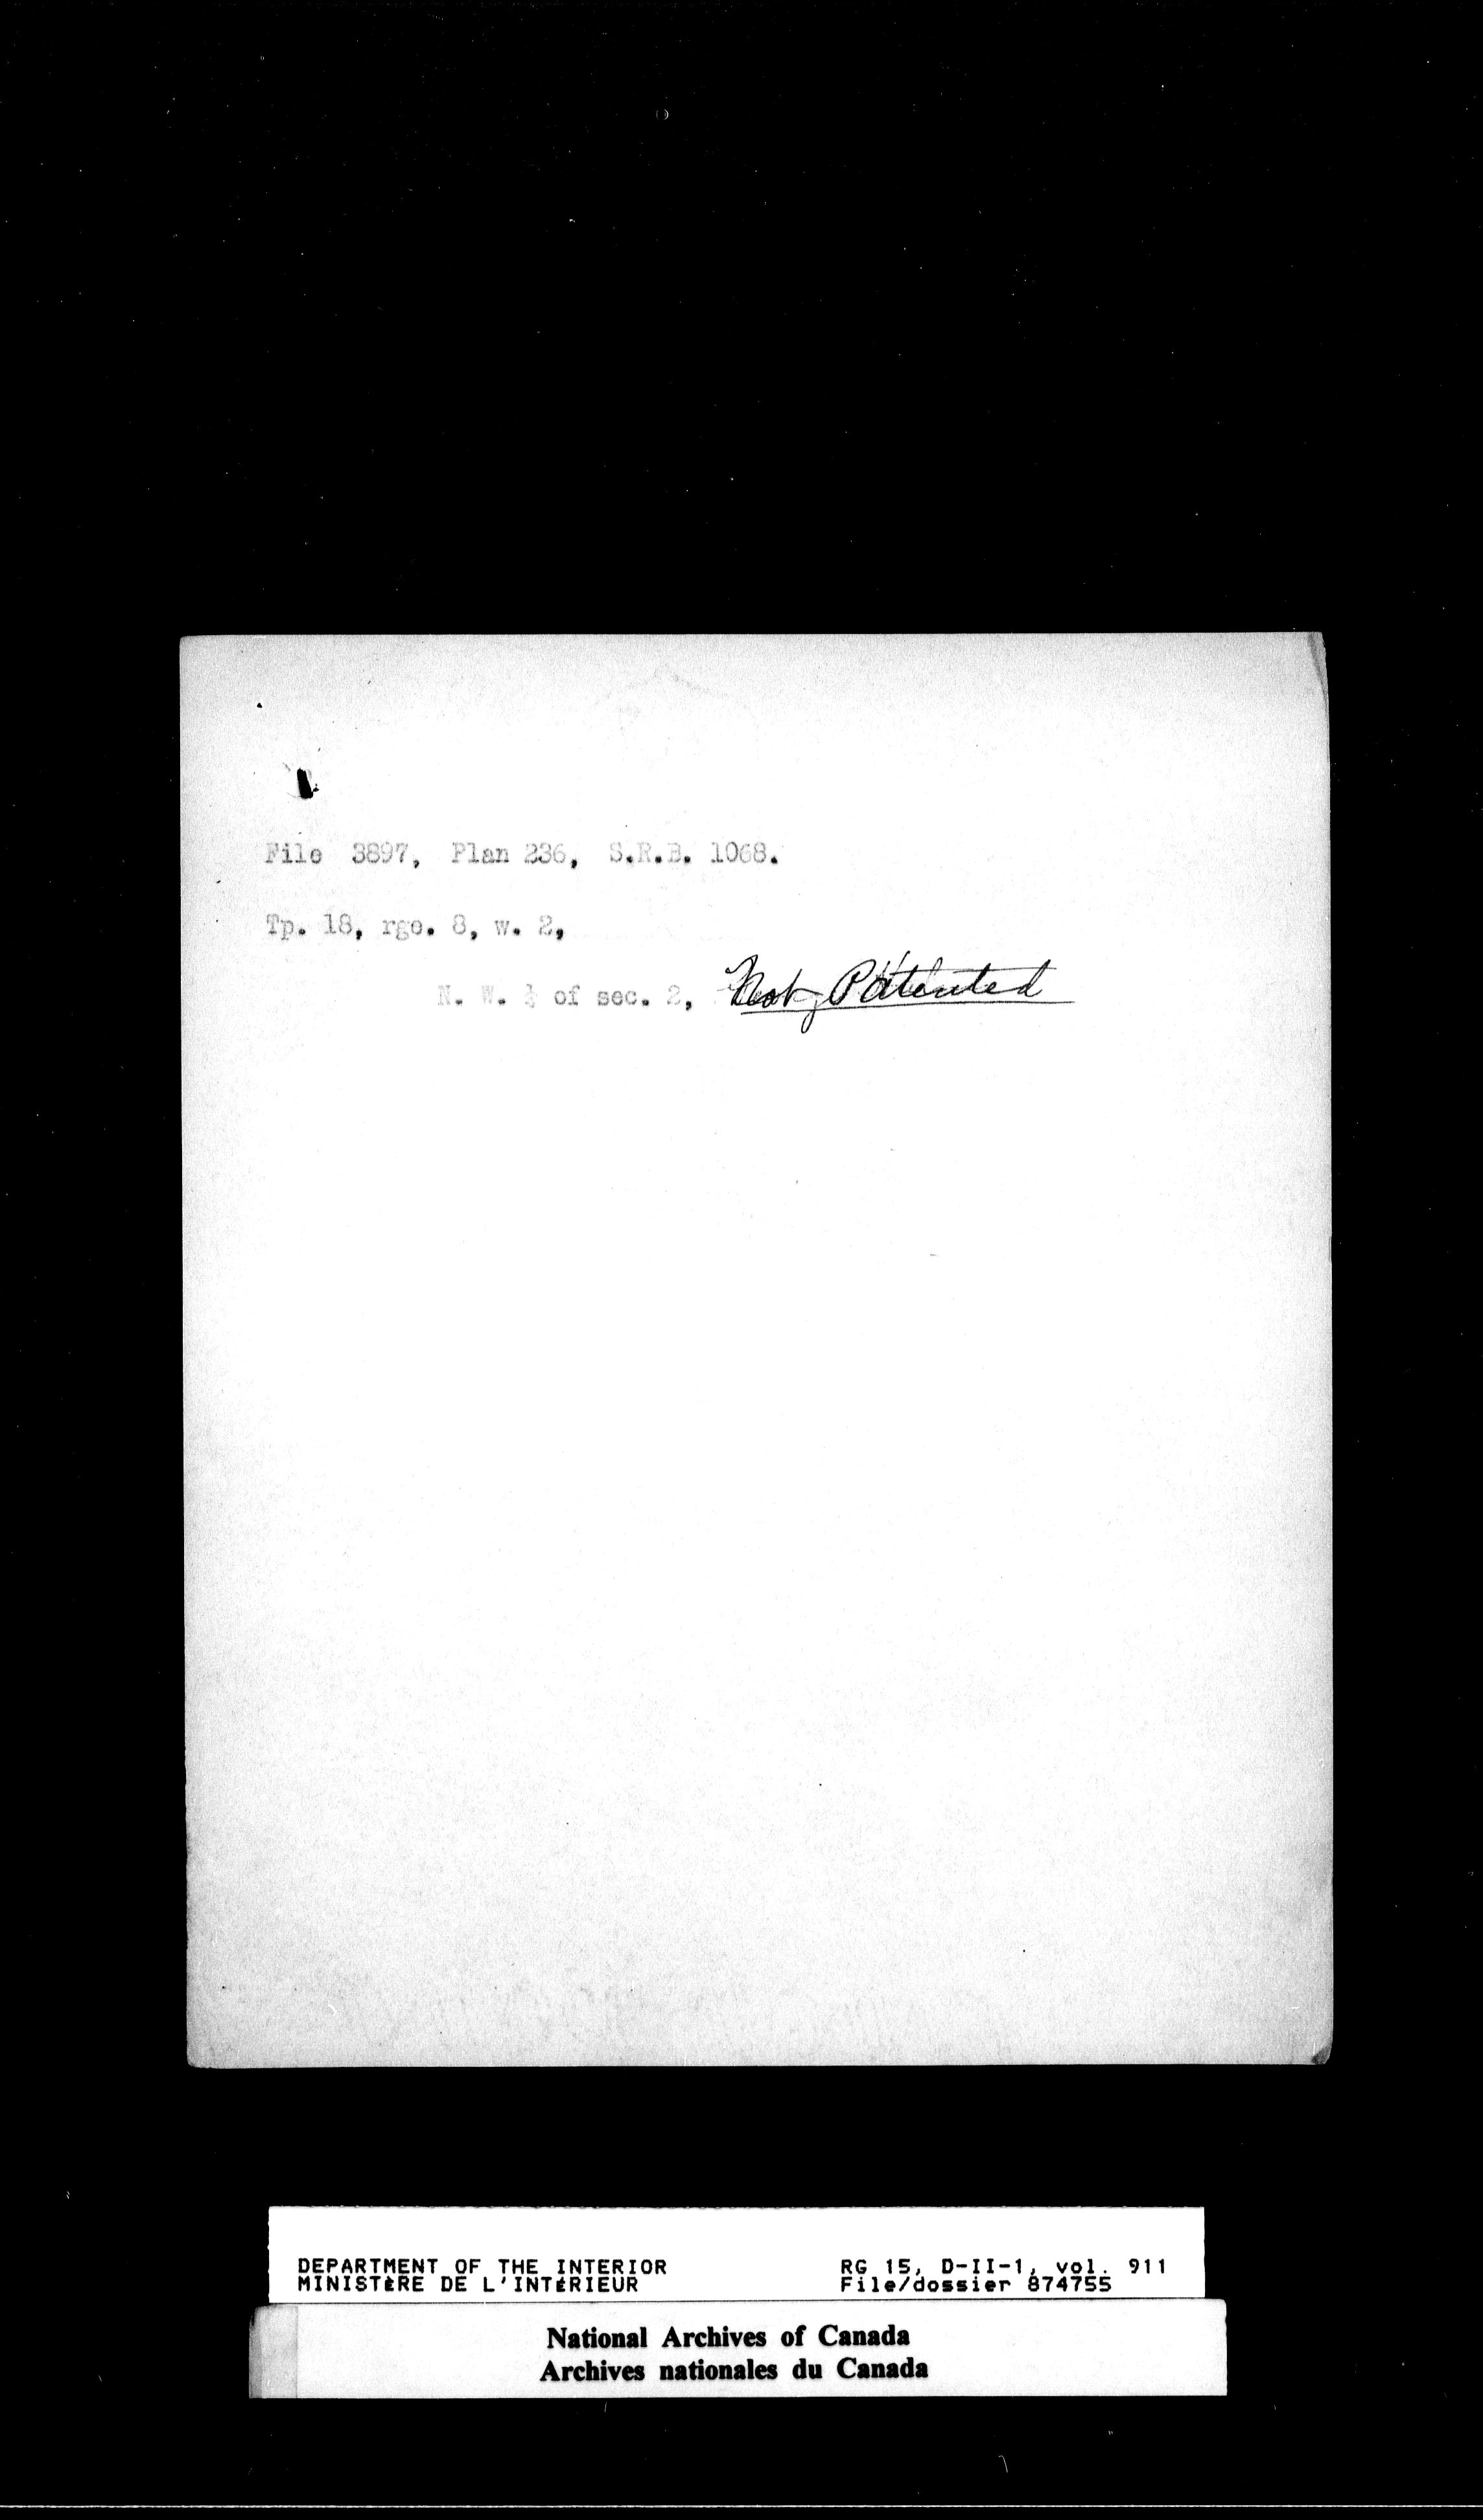 File 3897, Plan 236, S.R.B. 1068.
Tp. 18, rge. 8, w. 2,
N. W. ¼ of sec. 2, Not Patented
DEPARTMENT OF THE INTERIOR RG 15, D-II-1, vol. 911
MINISTÈRE DE L'INTÉRIEUR File/dossier 874755
National Archives of Canada
Archives nationales du Canada